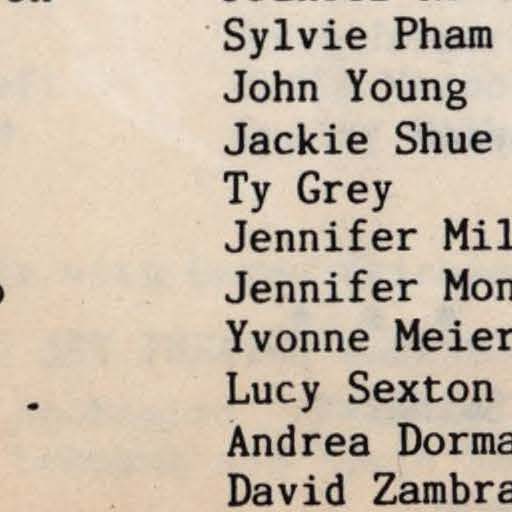 Sylvie Pham
John Young
Jackie Shue
Ty Grey
Jennifer Mil
Jennifer Mon
Yvonne Meier
Lucy Sexton
Andrea Dorma
David Zambra